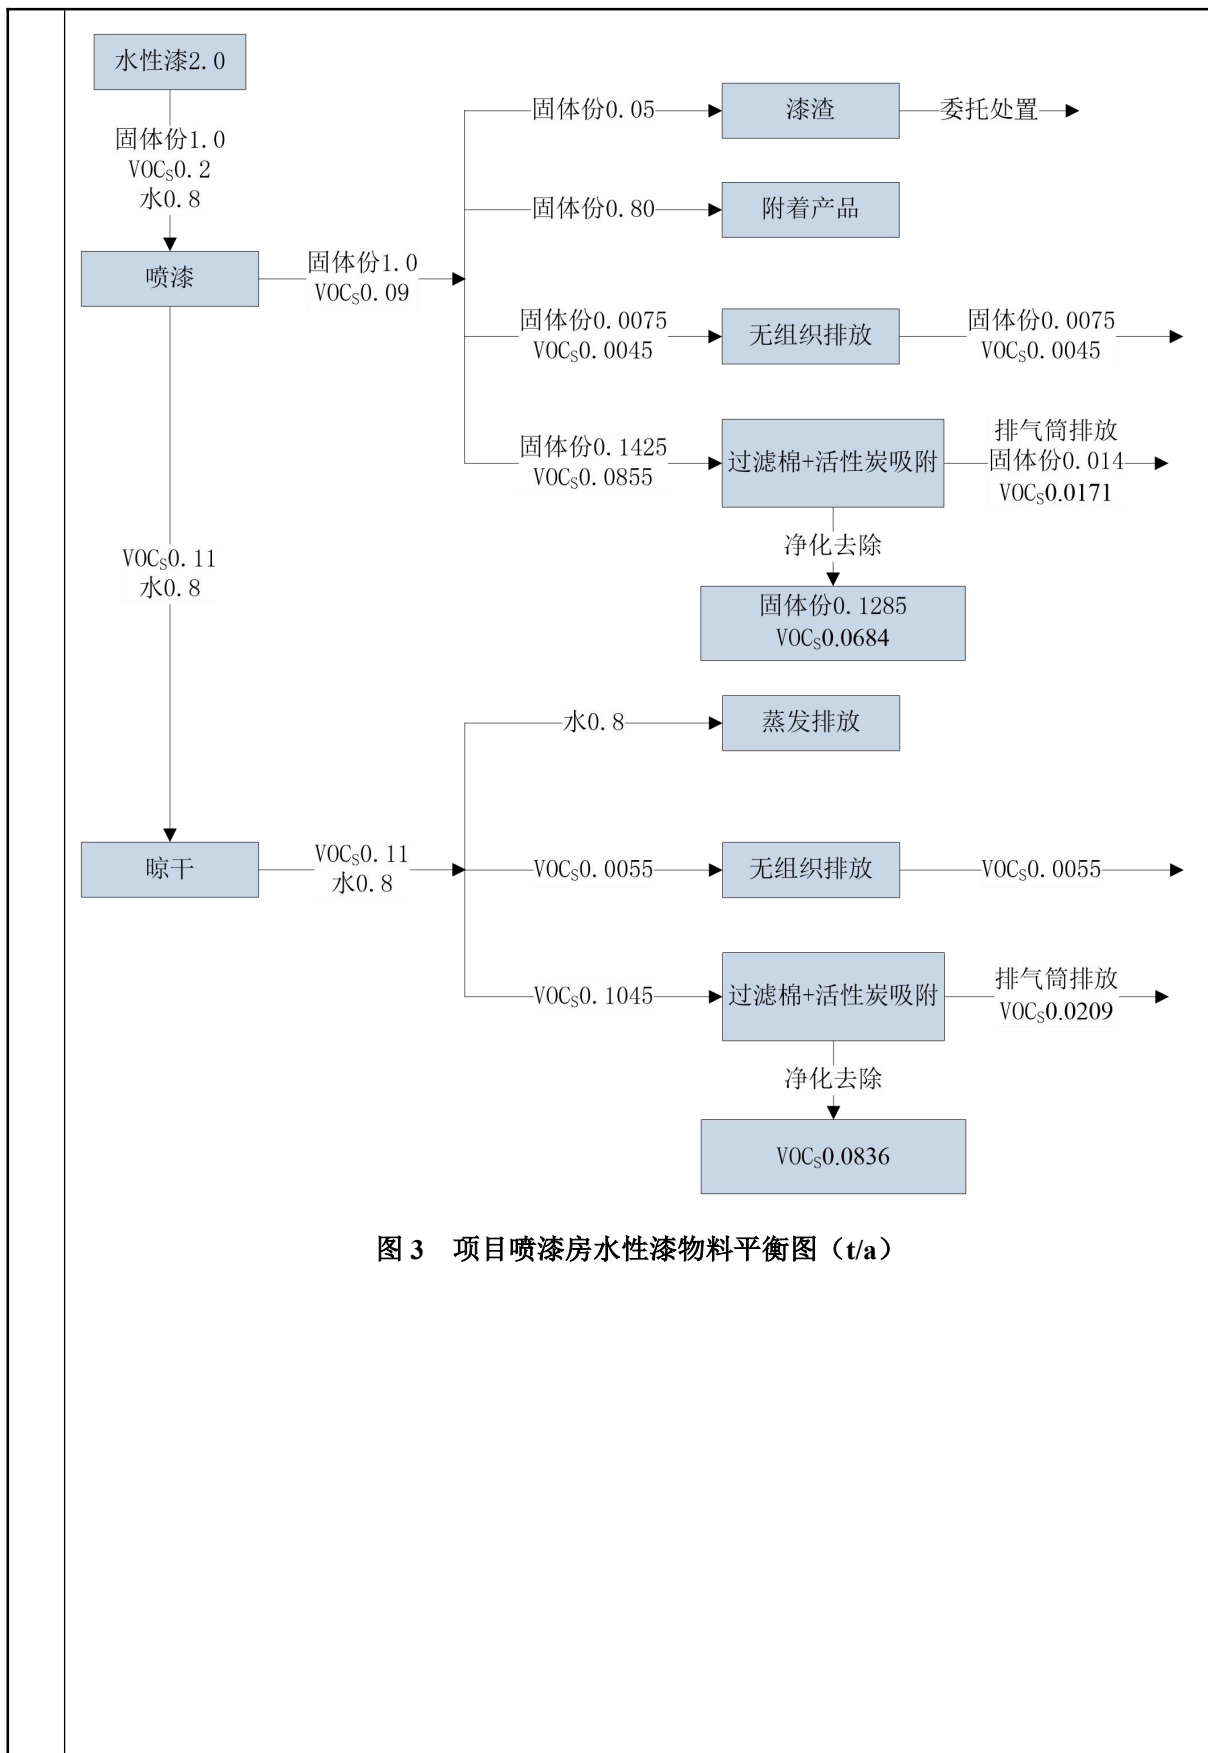 水性漆2.0
固体份1.0
VOCs0.2
水0.8
喷漆
固体份1.0
VOCs0.09
固体份0.05
漆渣
委托处置
固体份0.80
附着产品
固体份0.0075
VOCs0.0045
无组织排放
固体份0.0075
VOCs0.0045
固体份0.1425
VOCs0.0855
过滤棉+活性炭吸附
排气筒排放
固体份0.014
VOCs0.0171
净化去除
固体份0.1285
VOCs0.0684
VOCs0.11
水0.8
晾干
VOCs0.11
水0.8
水0.8
蒸发排放
VOCs0.0055
无组织排放
VOCs0.0055
VOCs0.1045
过滤棉+活性炭吸附
排气筒排放
VOCs0.0209
净化去除
VOCs0.0836
图 3 项目喷漆房水性漆物料平衡图（t/a）